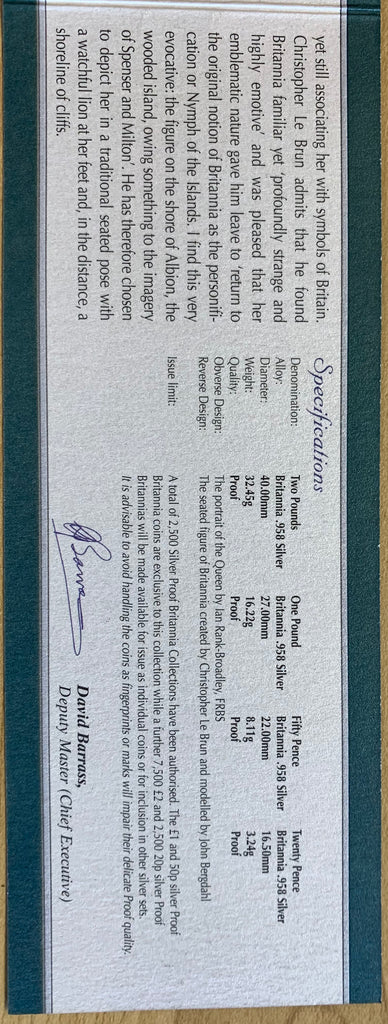 yet still associating her with symbols of Britain.
Christopher Le Brun admits that he found
Britannia familiar yet 'profoundly strange and
highly emotive' and was pleased that her
emblematic nature gave him leave to 'return to
the original notion of Britannia as the personifi-
cation or Nymph of the Islands. I find this very
evocative: the figure on the shore of Albion, the
wooded island, owing something to the imagery
of Spenser and Milton'. He has therefore chosen
to depict her in a traditional seated pose with
a watchful lion at her feet and, in the distance, a
shoreline of cliffs.
Specifications
Denomination: Two Pounds One Pound Fifty Pence Twenty Pence
Alloy: Britannia .958 Silver Britannia .958 Silver Britannia .958 Silver Britannia .958 Silver
Diameter: 40.00mm 27.00mm 22.00mm 16.50mm
Weight: 32.45g 16.22g 8.11g 3.24g
Quality: Proof Proof Proof Proof
Obverse Design: The portrait of the Queen by Ian Rank-Broadley, FRBS
Reverse Design: The seated figure of Britannia created by Christopher Le Brun and modelled by John Bergdahl
Issue limit: A total of 2,500 Silver Proof Britannia Collections have been authorised. The £1 and 50p silver Proof
Britannia coins are exclusive to this collection while a further 7,500 £2 and 2,500 20p silver Proof
Britannias will be made available for issue as individual coins or for inclusion in other silver sets.
It is advisable to avoid handling the coins as fingerprints or marks will impair their delicate Proof quality.
David Barrass,
Deputy Master (Chief Executive)